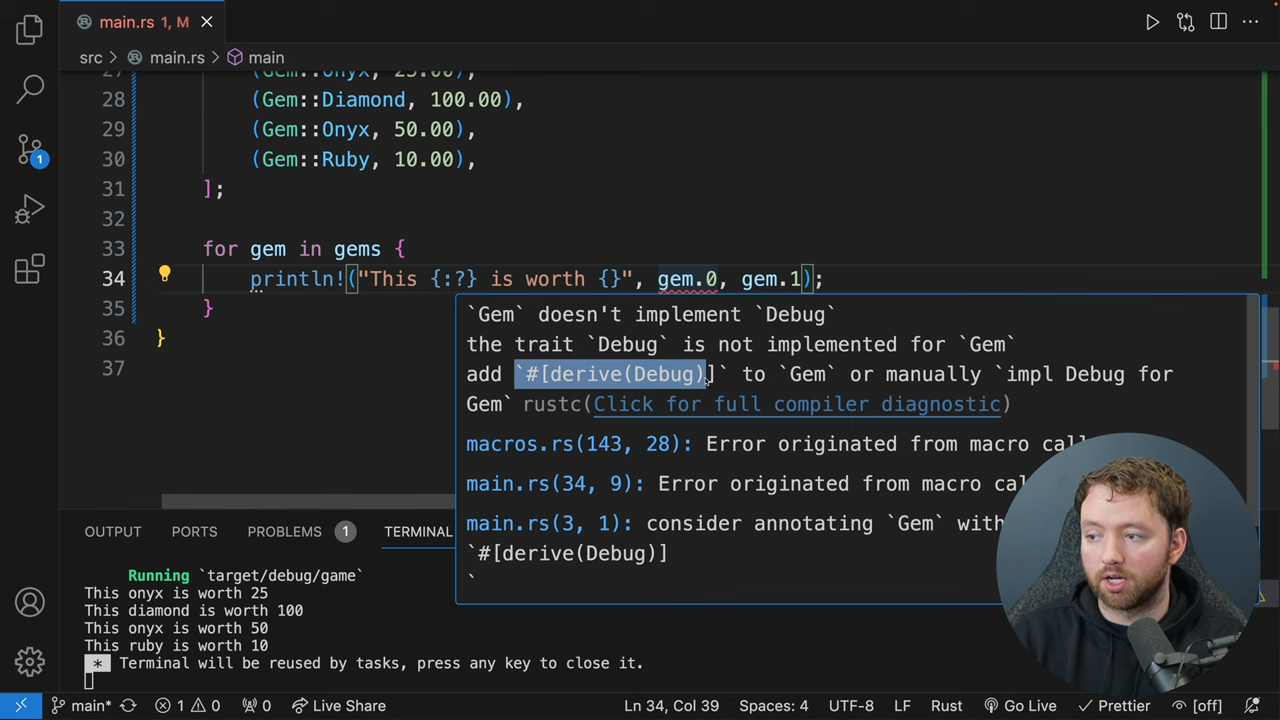 main.rs 1, M
src > main.rs > main
27 (Gem::Onyx, 25.00),
28 (Gem::Diamond, 100.00),
29 (Gem::Onyx, 50.00),
30 (Gem::Ruby, 10.00),
31 ];
32
33 for gem in gems {
34 println!("This {:?} is worth {}", gem.0, gem.1);
35 }
36 }
37
`Gem` doesn't implement `Debug`
the trait `Debug` is not implemented for `Gem`
add `#[derive(Debug)]` to `Gem` or manually `impl Debug for
Gem` rustc(Click for full compiler diagnostic)
macros.rs(143, 28): Error originated from macro call
main.rs(34, 9): Error originated from macro
main.rs(3, 1): consider annotating `Gem` with
`#[derive(Debug)]
`
1
OUTPUT PORTS PROBLEMS 1 TERMINAL
Running `target/debug/game`
This onyx is worth 25
This diamond is worth 100
This onyx is worth 50
This ruby is worth 10
* Terminal will be reused by tasks, press any key to close it.
main* 1 0 0 Live Share Ln 34, Col 39 Spaces: 4 UTF-8 LF Rust Go Live Prettier [off]